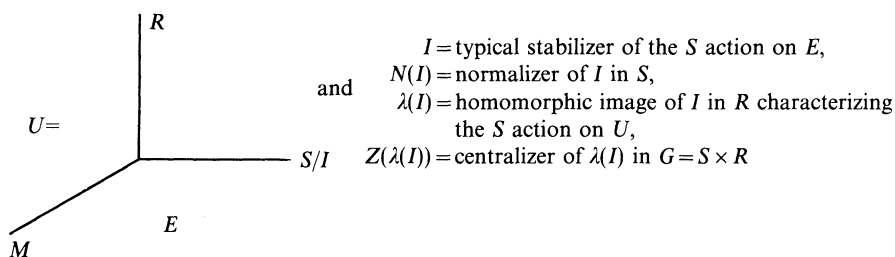 R
I = typical stabilizer of the S action on E,
N(I) = normalizer of I in S,
and
λ(I) = homomorphic image of I in R characterizing
the S action on U,
U=
Z(λ(I)) = centralizer of λ(I) in G = S × R
S/I
E
M